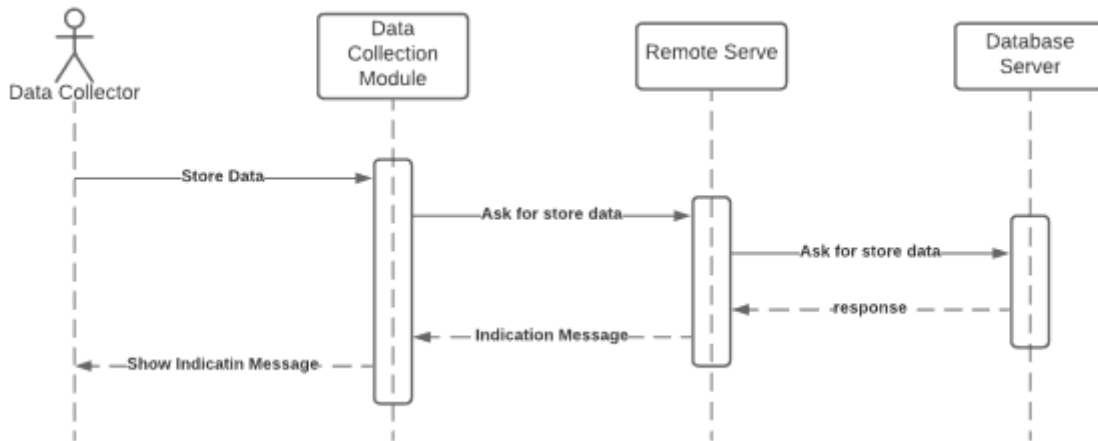 Data Collector
Data
Collection
Module
Remote Serve
Database
Server
Store Data
Ask for store data
Ask for store data
response
Indication Message
Show Indicatin Message